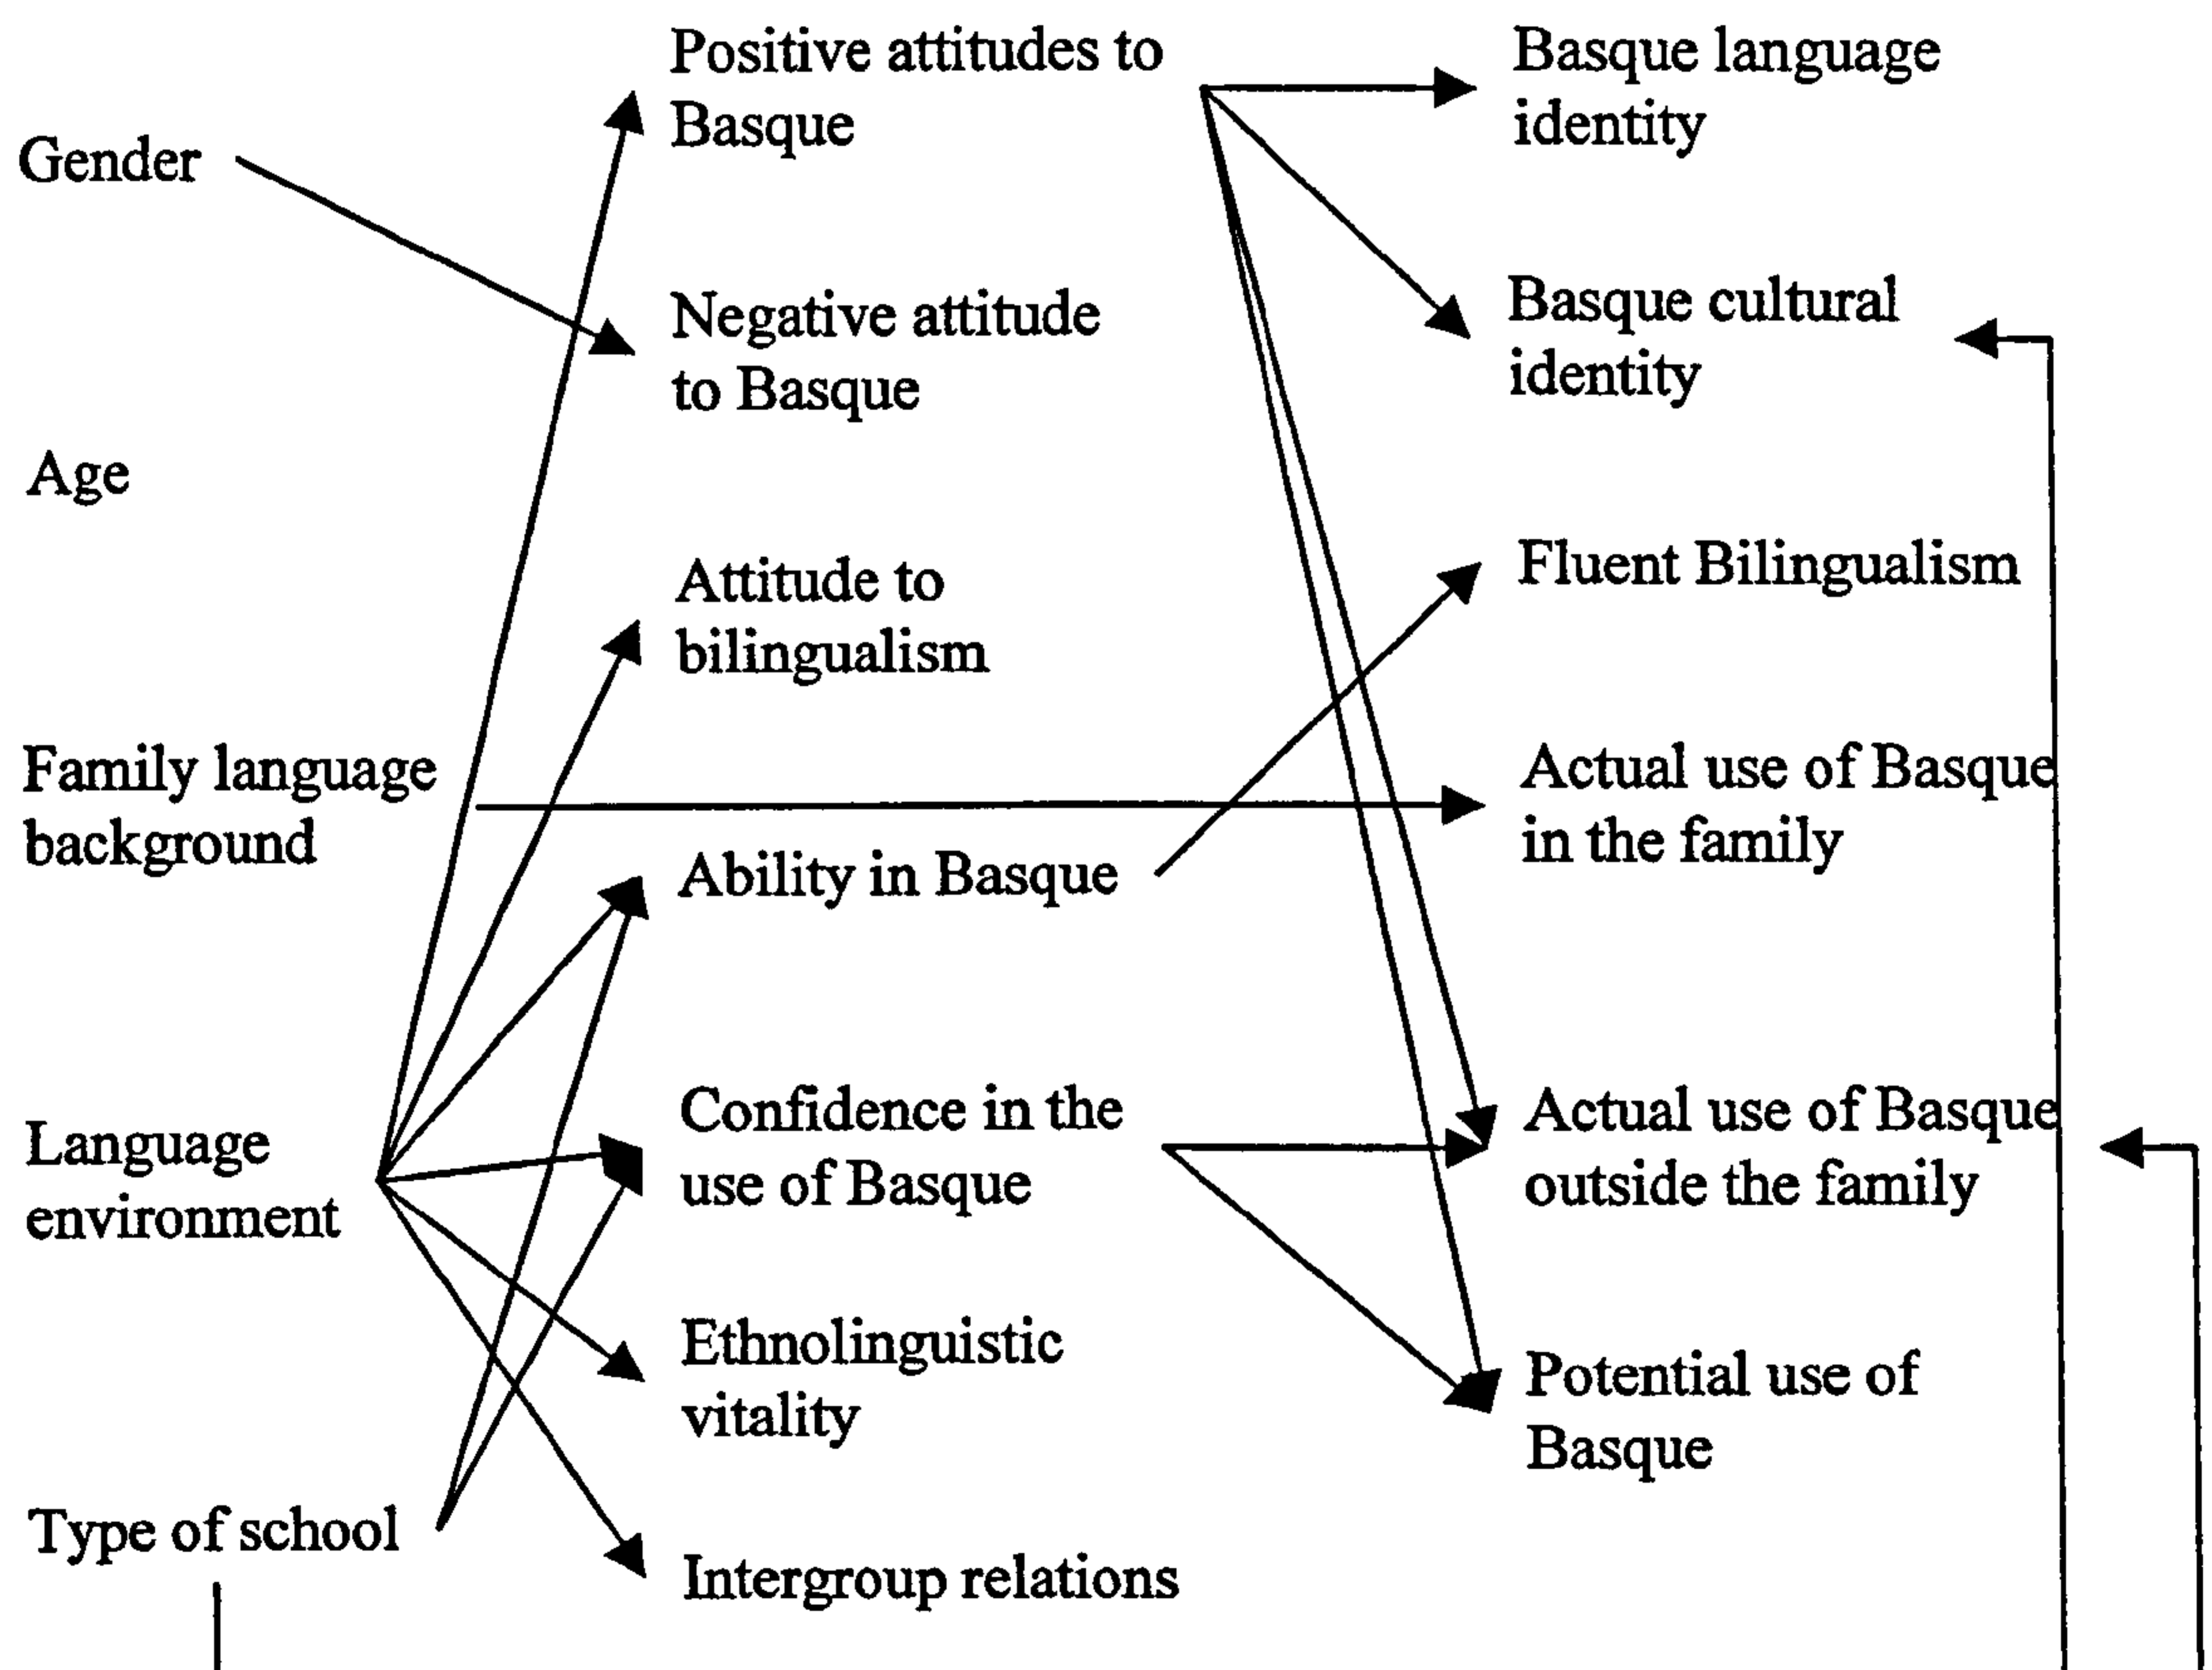 Gender
Age
Family language
background
Language
environment
Type of school
Positive attitudes to
Basque
Negative attitude
to Basque
Attitude to
bilingualism
Ability in Basque
Confidence in the
use of Basque
Ethnolinguistic
vitality
Intergroup relations
Basque language
identity
Basque cultural
identity
Fluent Bilingualism
Actual use of Basque
in the family
Actual use of Basque
outside the family
Potential use of
Basque